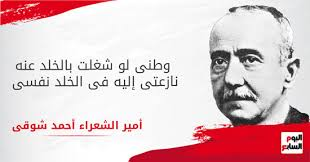 وطنى لو شغلت بالخلد عنه
نازعتى إليه فى الخلد نفسى
أمير الشعراء أحمد شوقى
اليوم
السابع